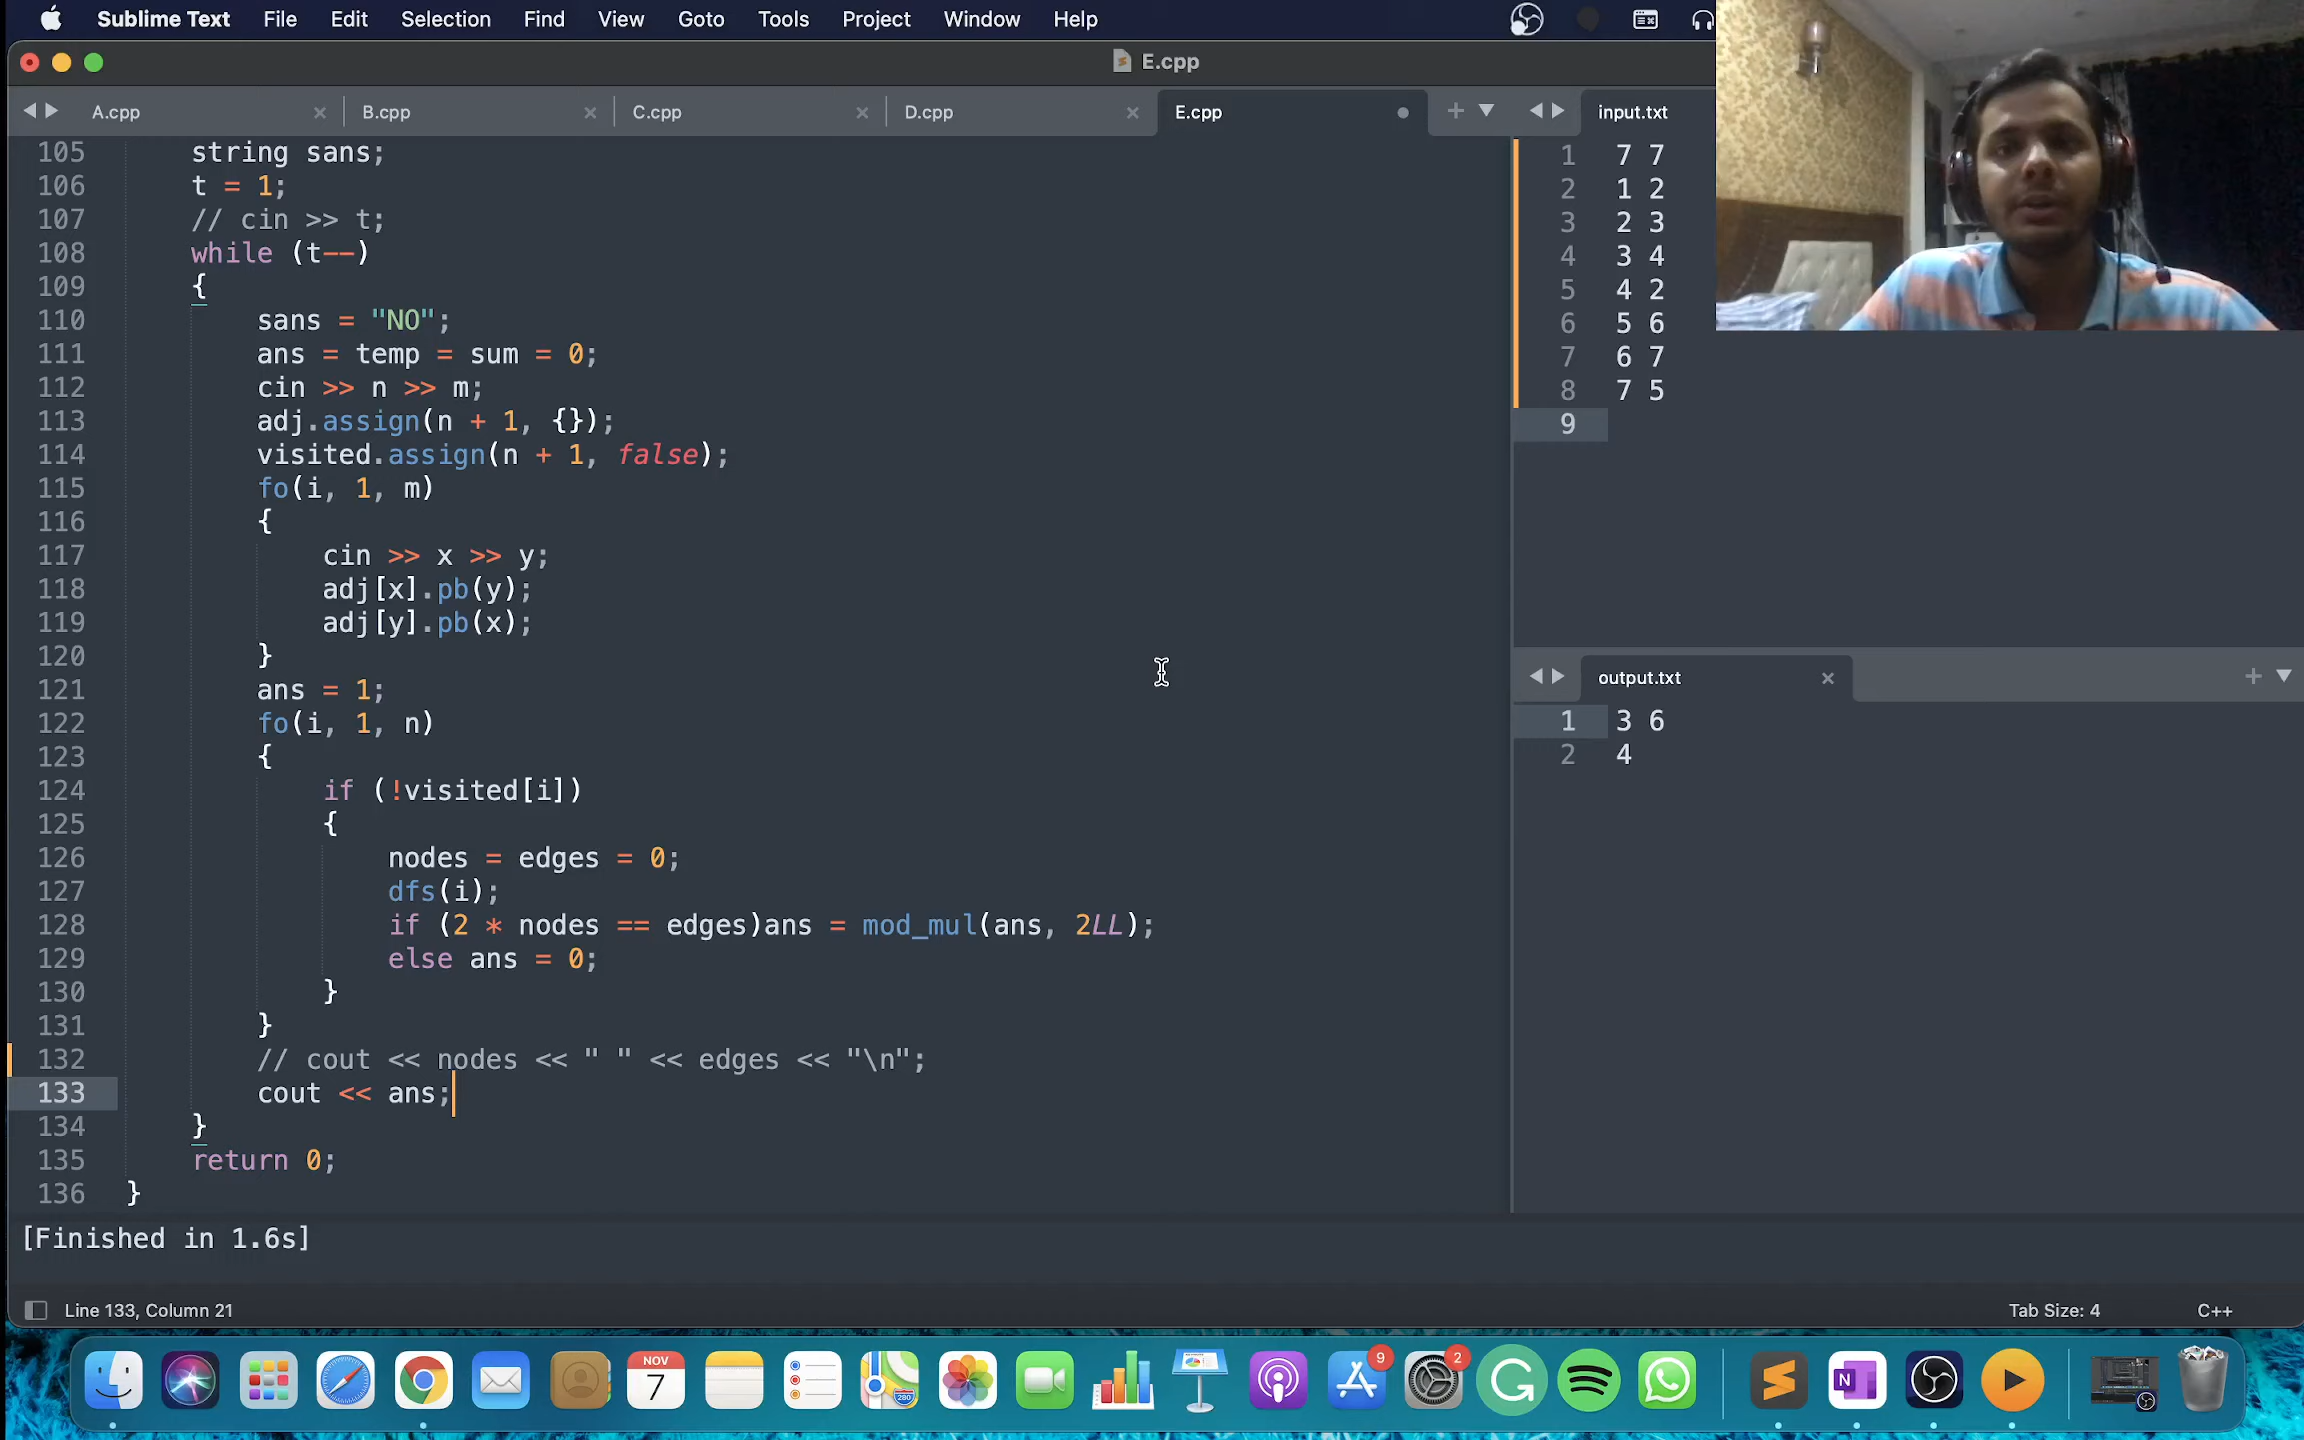 Sublime Text File Edit Selection Find View Goto Tools Project Window Help
E.cpp
A.cpp B.cpp C.cpp D.cpp E.cpp
105 string sans;
106 t = 1;
107 // cin >> t;
108 while (t--)
109 {
110 sans = "NO";
111 ans = temp = sum = 0;
112 cin >> n >> m;
113 adj.assign(n + 1, {});
114 visited.assign(n + 1, false);
115 fo(i, 1, m)
116 {
117 cin >> x >> y;
118 adj[x].pb(y);
119 adj[y].pb(x);
120 }
121 ans = 1;
122 fo(i, 1, n)
123 {
124 if (!visited[i])
125 {
126 nodes = edges = 0;
127 dfs(i);
128 if (2 * nodes == edges)ans = mod_mul(ans, 2LL);
129 else ans = 0;
130 }
131 }
132 // cout << nodes << " " << edges << "\n";
133 cout << ans;
134 }
135 return 0;
136 }
input.txt
1 7 7
2 1 2
3 2 3
4 3 4
5 4 2
6 5 6
7 6 7
8 7 5
9
output.txt
1 3 6
2 4
[Finished in 1.6s]
Line 133, Column 21 Tab Size: 4 C++
NOV
7
280
9
2
N